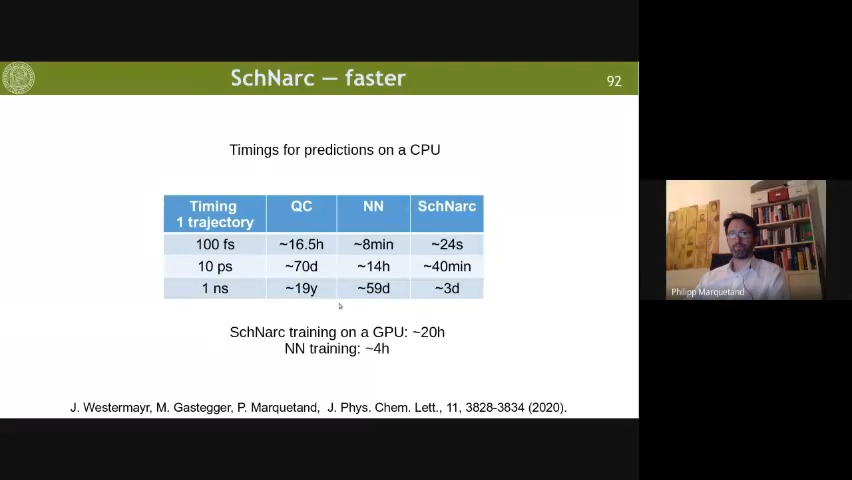 SchNarc — faster
92
Timings for predictions on a CPU
Timing 1 trajectory QC NN SchNarc
100 fs ~16.5h ~8min ~24s
10 ps ~70d ~14h ~40min
1 ns ~19y ~59d ~3d
SchNarc training on a GPU: ~20h
NN training: ~4h
J. Westermayr, M. Gastegger, P. Marquetand, J. Phys. Chem. Lett., 11, 3828-3834 (2020).
Philipp Marquetand